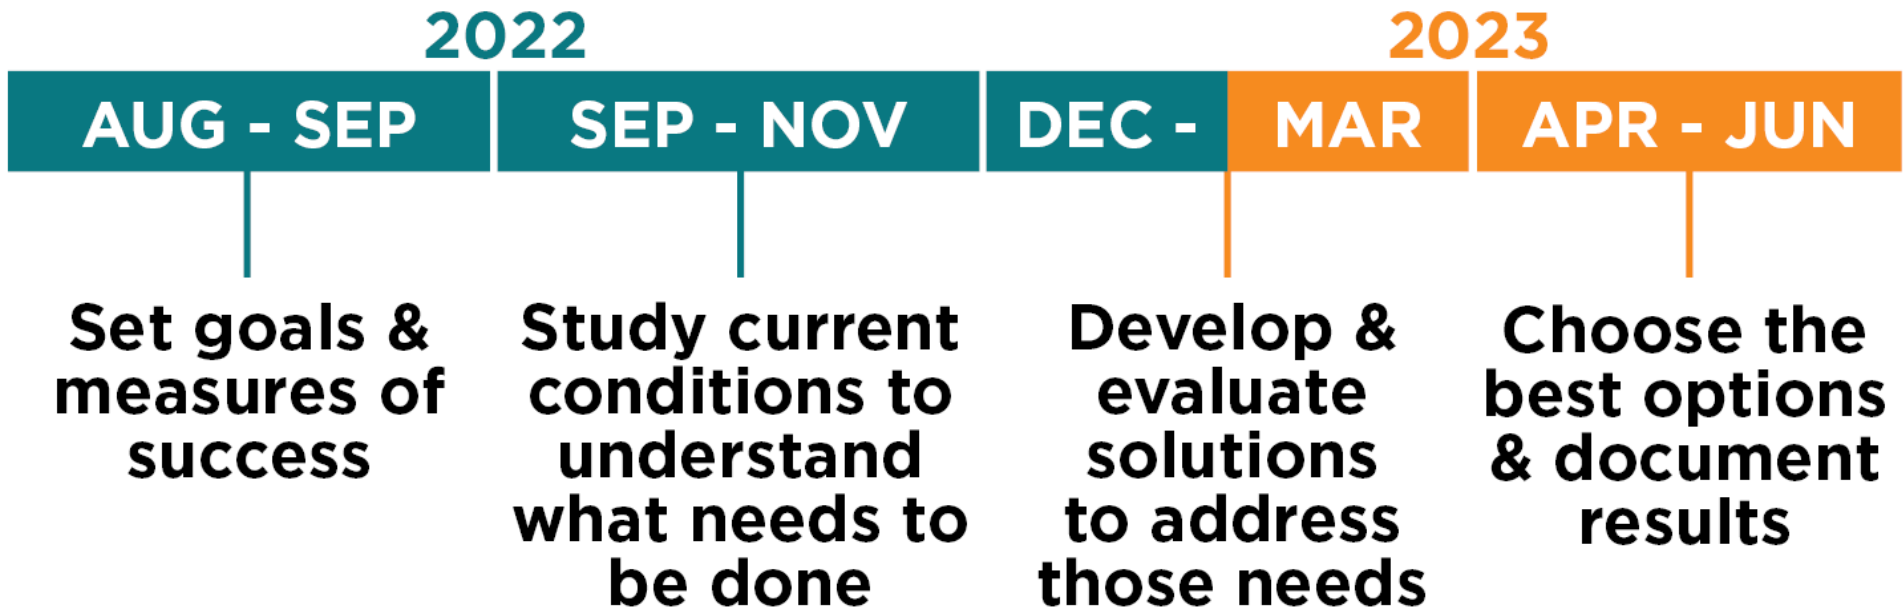 2022
2023
AUG - SEP
SEP - NOV
DEC - MAR
APR - JUN
Set goals &
measures of
success
Study current
conditions to
understand
what needs to
be done
Develop &
evaluate
solutions
to address
those needs
Choose the
best options
& document
results